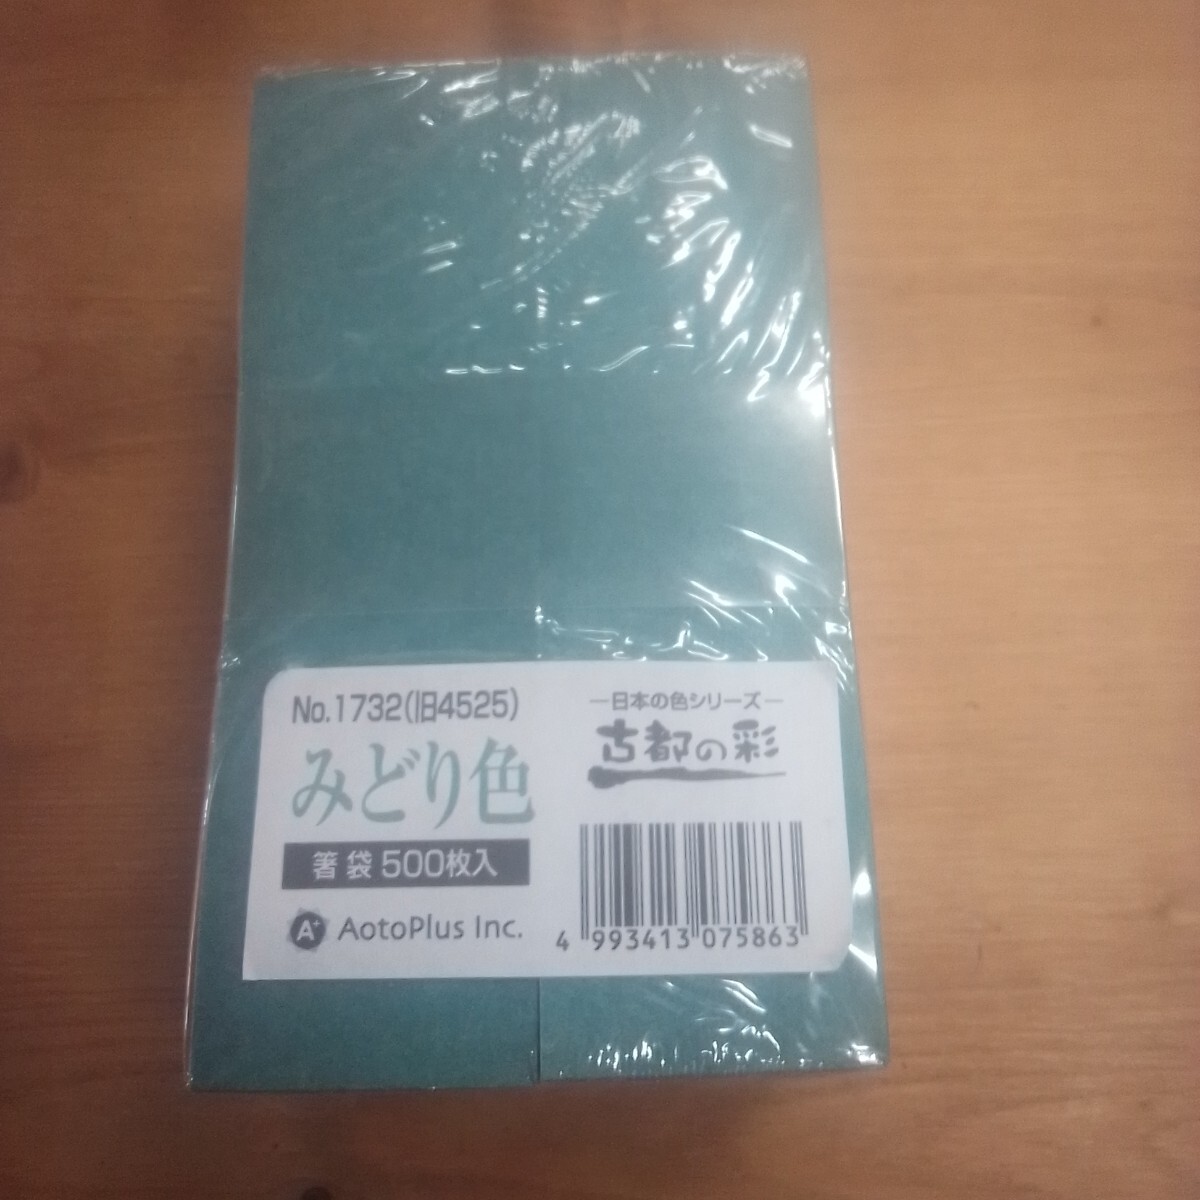 No.1732(旧4525)
みどり色
箸袋 500枚入
A+ AotoPlus Inc.
―日本の色シリーズ―
古都の彩
4 993413 075863